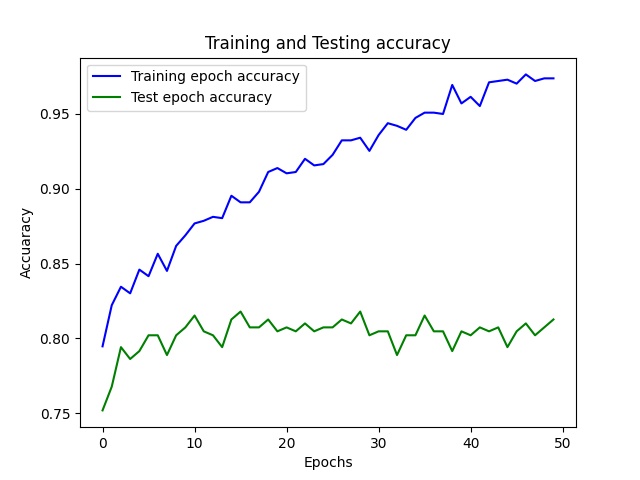 Training and Testing accuracy
Training epoch accuracy
Test epoch accuracy
Accuaracy
0.95
0.90
0.85
0.80
0.75
0 10 20 30 40 50
Epochs